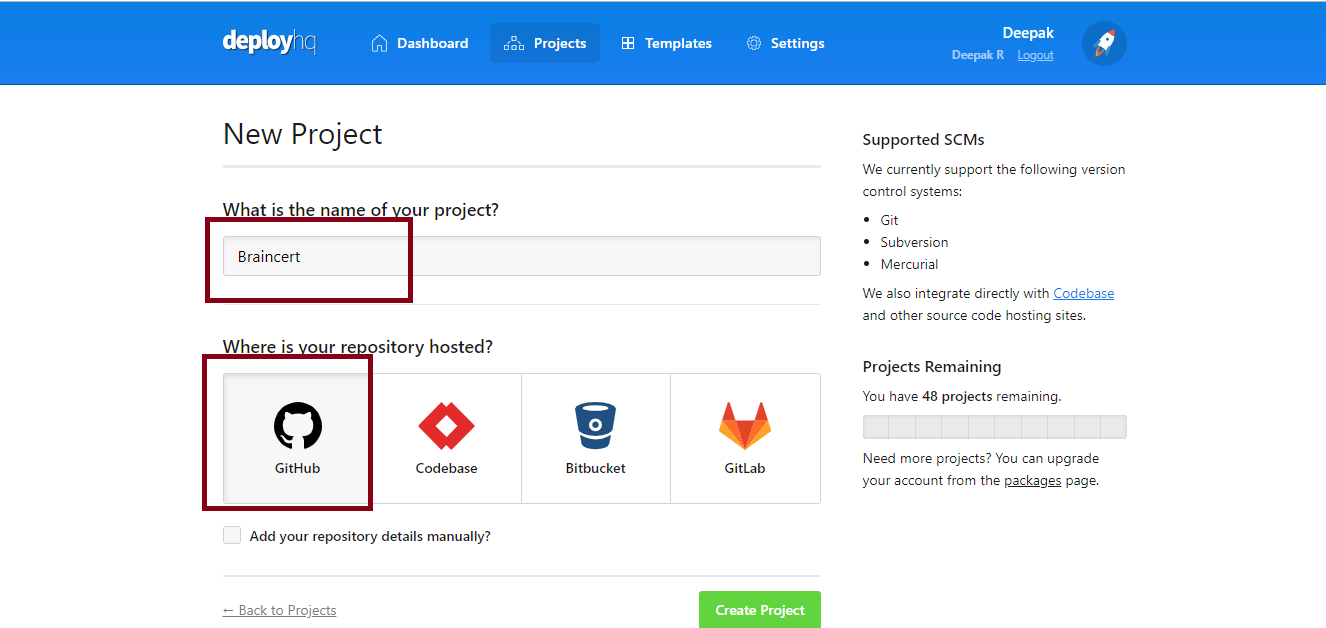 deployhq
Dashboard
Projects
Templates
Settings
Deepak
Deepak R Logout
New Project
What is the name of your project?
Braincert
Where is your repository hosted?
GitHub
Codebase
Bitbucket
GitLab
Add your repository details manually?
← Back to Projects
Create Project
Supported SCMs
We currently support the following version
control systems:
• Git
• Subversion
• Mercurial
We also integrate directly with Codebase
and other source code hosting sites.
Projects Remaining
You have 48 projects remaining.
Need more projects? You can upgrade
your account from the packages page.